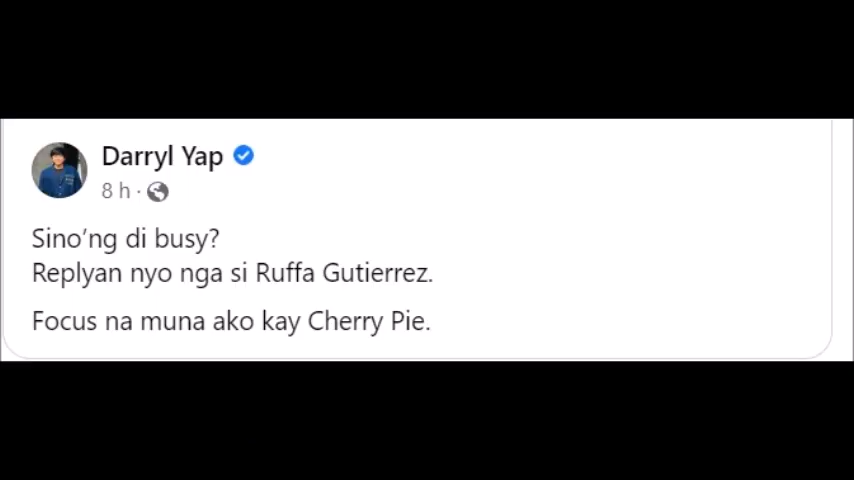 Darryl Yap
8 h ·
Sino'ng di busy?
Replyan nyo nga si Ruffa Gutierrez.
Focus na muna ako kay Cherry Pie.